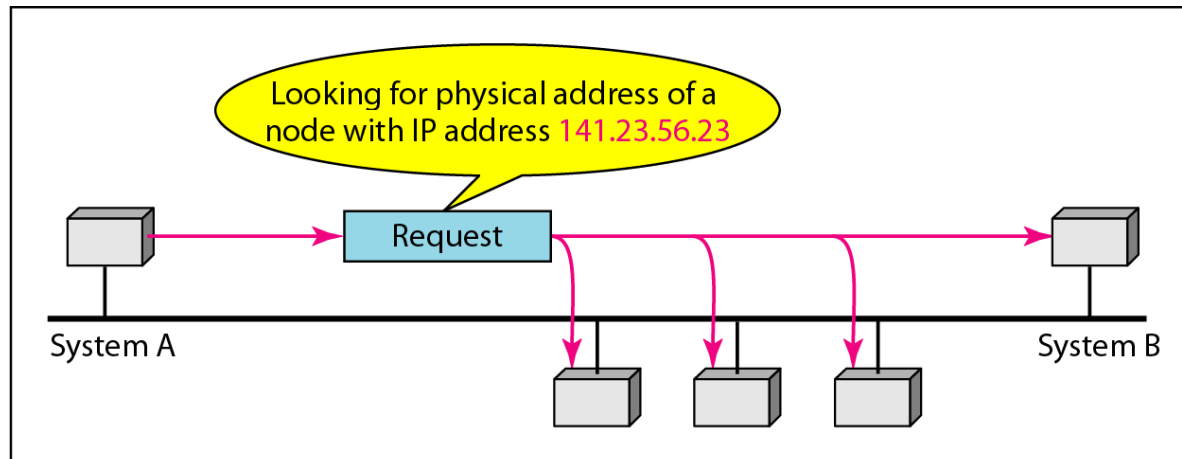 Looking for physical address of a
node with IP address 141.23.56.23
Request
System A
System B